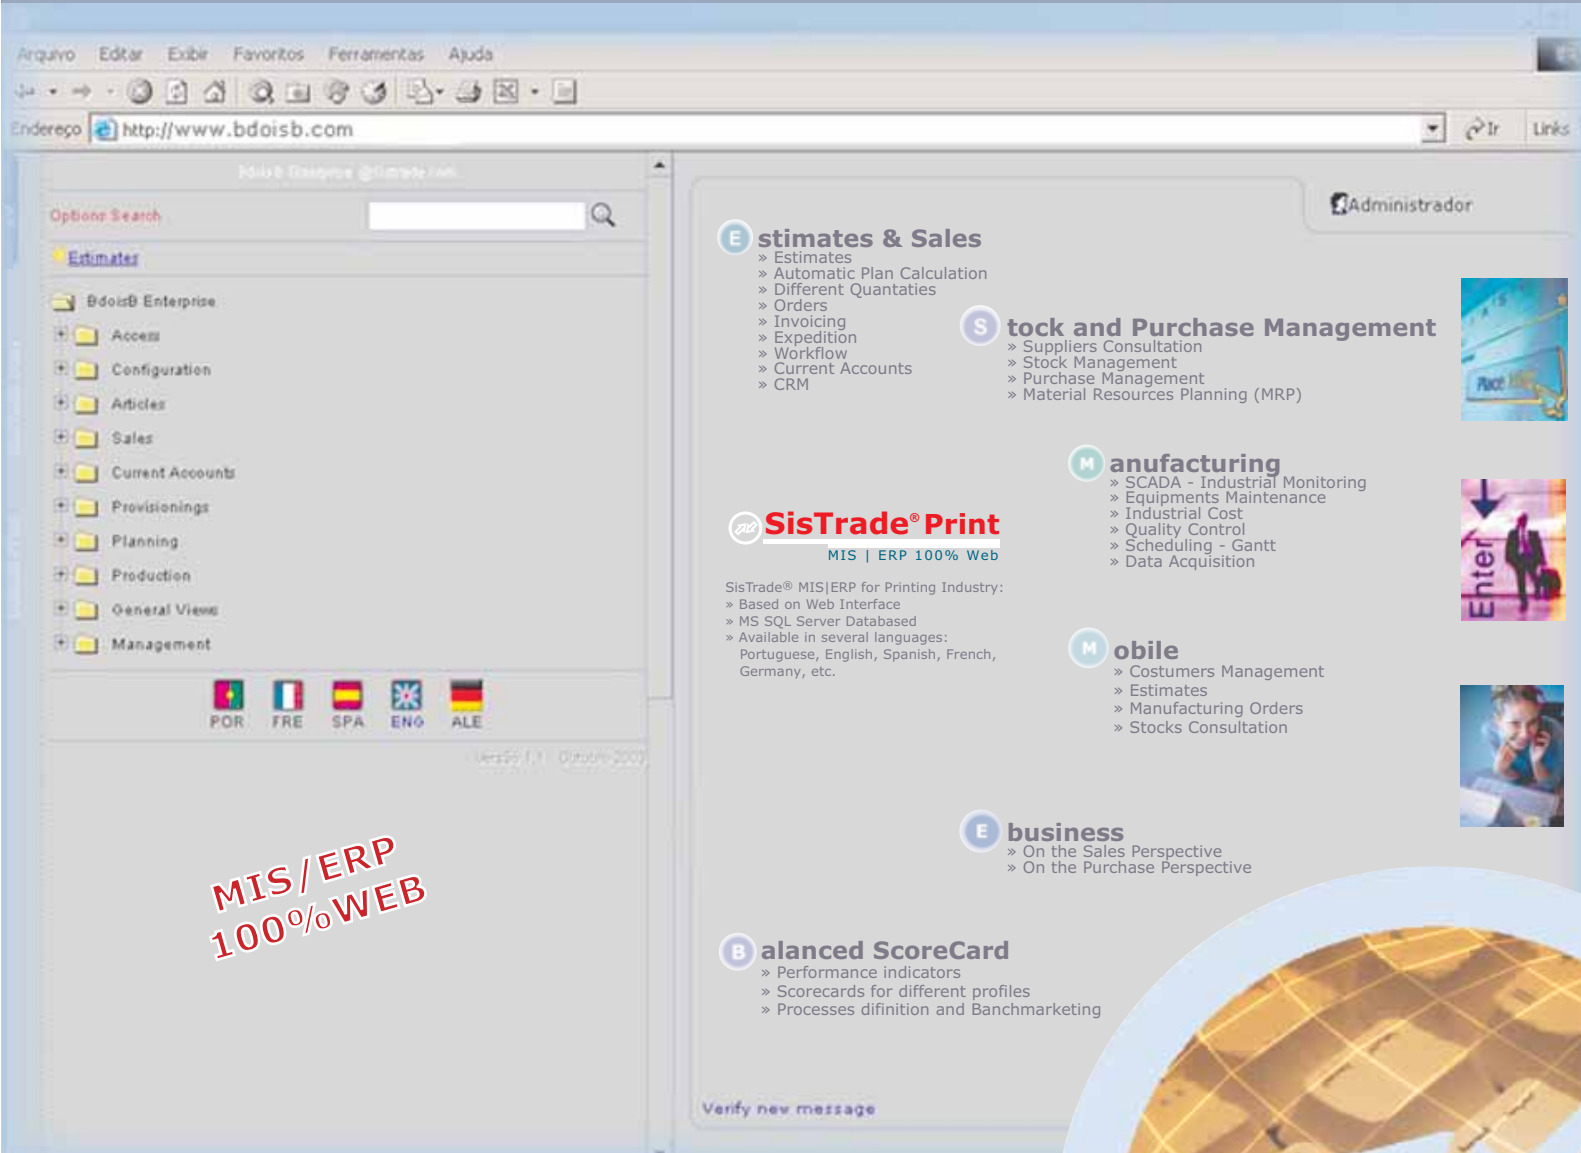 Arquivo Editar Exibir Favoritos Ferramentas Ajuda
Endereço http://www.bdoisb.com Ir Links
Options Search
Estimates
BdoisB Enterprise
Access
Configuration
Articles
Sales
Current Accounts
Provisionings
Planning
Production
General Views
Management
POR FRE SPA ENG ALE
MIS/ERP
100%WEB
Administrador
E stimates & Sales
» Estimates
» Automatic Plan Calculation
» Different Quantaties
» Orders
» Invoicing
» Expedition
» Workflow
» Current Accounts
» CRM
S tock and Purchase Management
» Suppliers Consultation
» Stock Management
» Purchase Management
» Material Resources Planning (MRP)
M anufacturing
» SCADA - Industrial Monitoring
» Equipments Maintenance
» Industrial Cost
» Quality Control
» Scheduling - Gantt
» Data Acquisition
SisTrade® Print
MIS | ERP 100% Web
SisTrade® MIS|ERP for Printing Industry:
» Based on Web Interface
» MS SQL Server Databased
» Available in several languages:
Portuguese, English, Spanish, French,
Germany, etc.
M obile
» Costumers Management
» Estimates
» Manufacturing Orders
» Stocks Consultation
E business
» On the Sales Perspective
» On the Purchase Perspective
B alanced ScoreCard
» Performance indicators
» Scorecards for different profiles
» Processes difinition and Banchmarketing
Verify new message
Place
Enter